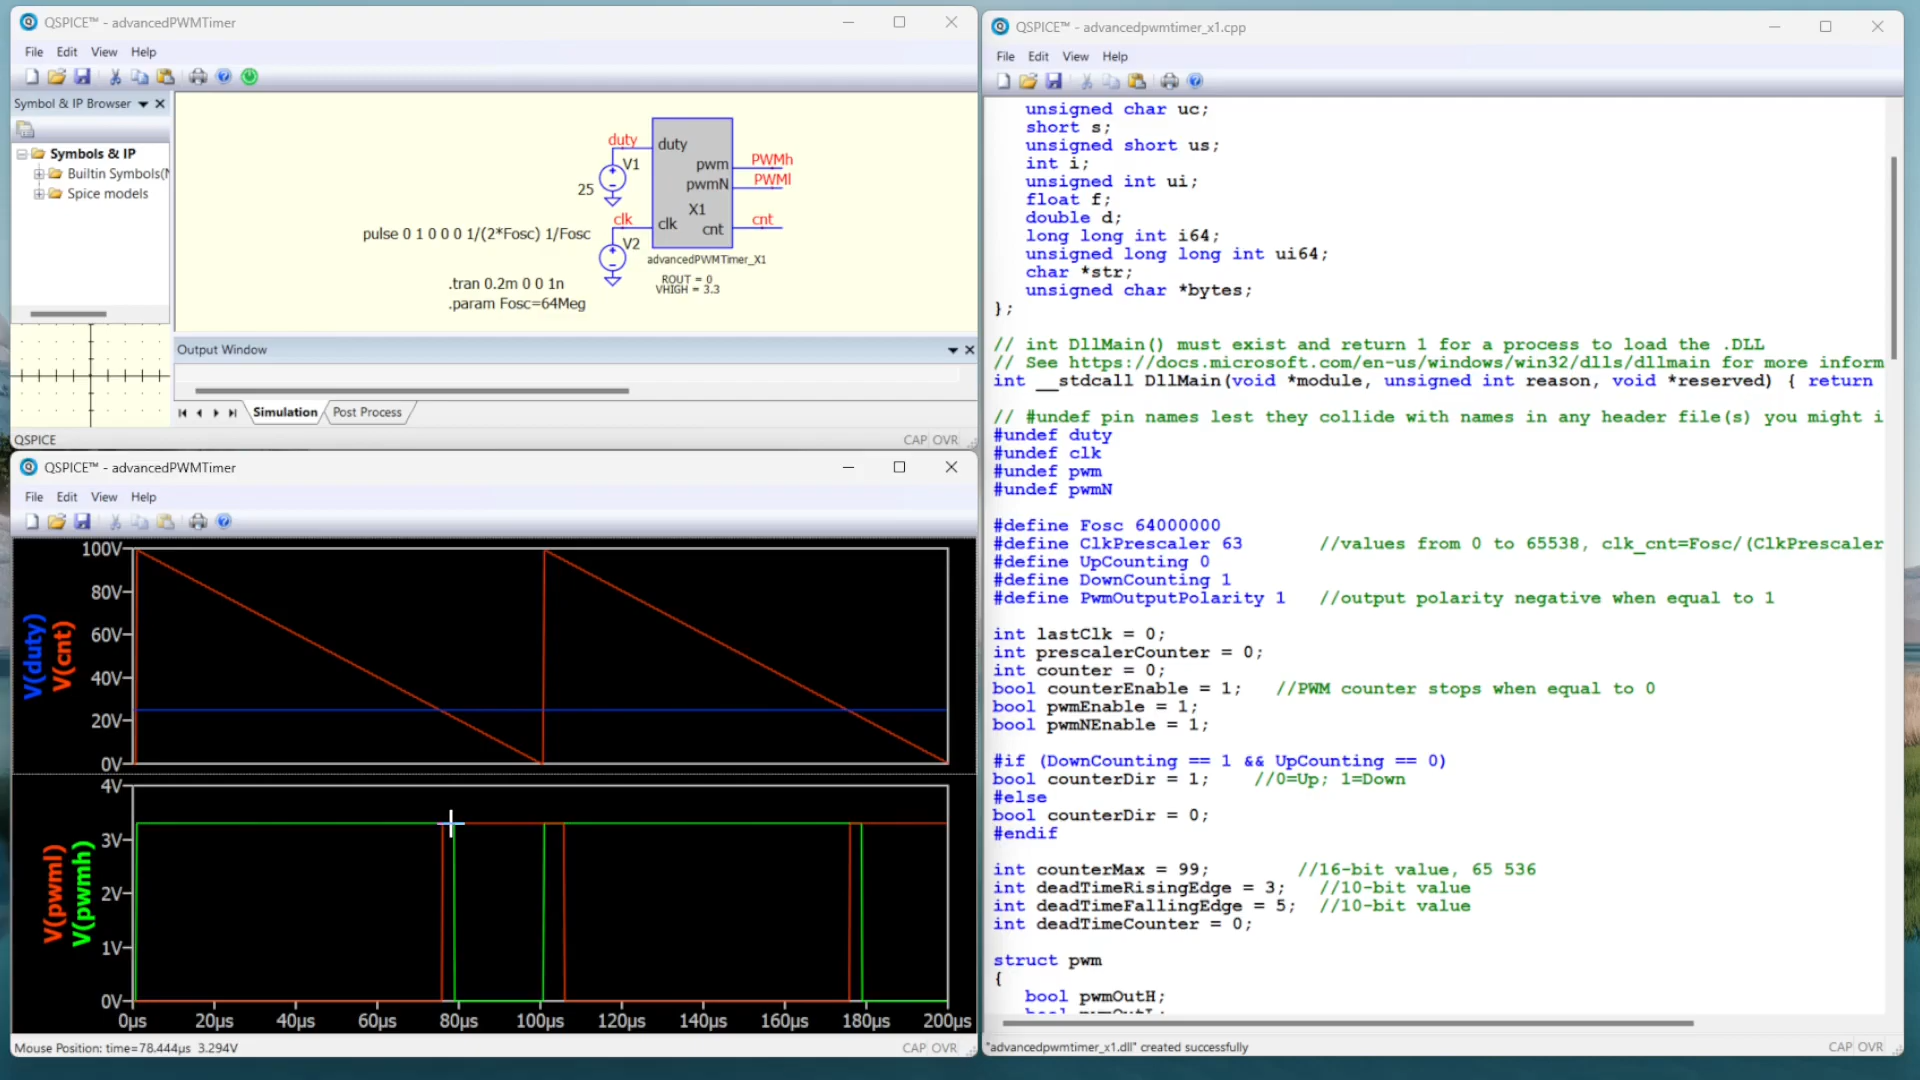 QSPICE™ - advancedPWMTimer
File Edit View Help
Symbol & IP Browser
Symbols & IP
Builtin Symbols(
Spice models
duty
duty
V1
25
pwm
PWMh
pwmN
PWMl
X1
clk
clk
cnt
cnt
V2
pulse 0 1 0 0 0 1/(2*Fosc) 1/Fosc
advancedPWMTimer_X1
ROUT = 0
VHIGH = 3.3
.tran 0.2m 0 0 1n
.param Fosc=64Meg
Output Window
Simulation Post Process
QSPICE
CAP OVR
QSPICE™ - advancedPWMTimer
File Edit View Help
V(duty)
V(cnt)
100V
80V
60V
40V
20V
0V
V(pwml)
V(pwmh)
4V
3V
2V
1V
0V
0µs 20µs 40µs 60µs 80µs 100µs 120µs 140µs 160µs 180µs 200µs
Mouse Position: time=78.444µs 3.294V
CAP OVR
QSPICE™ - advancedpwmtimer_x1.cpp
File Edit View Help
unsigned char uc;
short s;
unsigned short us;
int i;
unsigned int ui;
float f;
double d;
long long int i64;
unsigned long long int ui64;
char *str;
unsigned char *bytes;
};
// int DllMain() must exist and return 1 for a process to load the .DLL
// See https://docs.microsoft.com/en-us/windows/win32/dlls/dllmain for more inform
int __stdcall DllMain(void *module, unsigned int reason, void *reserved) { return
// #undef pin names lest they collide with names in any header file(s) you might i
#undef duty
#undef clk
#undef pwm
#undef pwmN
#define Fosc 64000000
#define ClkPrescaler 63 //values from 0 to 65538, clk_cnt=Fosc/(ClkPrescaler
#define UpCounting 0
#define DownCounting 1
#define PwmOutputPolarity 1 //output polarity negative when equal to 1
int lastClk = 0;
int prescalerCounter = 0;
int counter = 0;
bool counterEnable = 1; //PWM counter stops when equal to 0
bool pwmEnable = 1;
bool pwmNEnable = 1;
#if (DownCounting == 1 && UpCounting == 0)
bool counterDir = 1; //0=Up; 1=Down
#else
bool counterDir = 0;
#endif
int counterMax = 99; //16-bit value, 65 536
int deadTimeRisingEdge = 3; //10-bit value
int deadTimeFallingEdge = 5; //10-bit value
int deadTimeCounter = 0;
struct pwm
{
bool pwmOutH;
"advancedpwmtimer_x1.dll" created successfully
CAP OVR